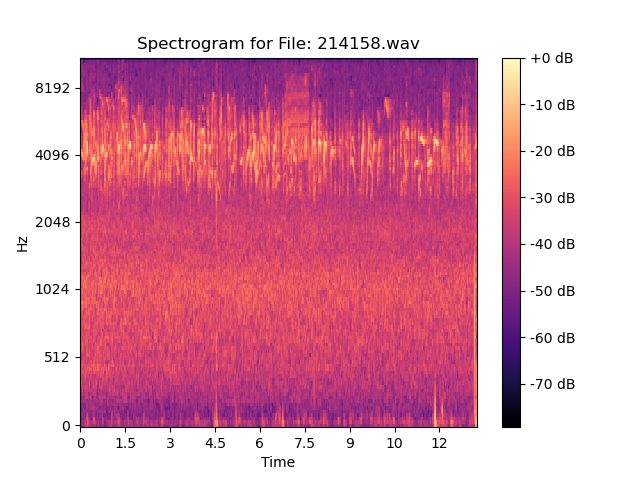 Spectrogram for File: 214158.wav
8192
4096
2048
1024
512
0
Hz
0 1.5 3 4.5 6 7.5 9 10 12
Time
+0 dB
-10 dB
-20 dB
-30 dB
-40 dB
-50 dB
-60 dB
-70 dB